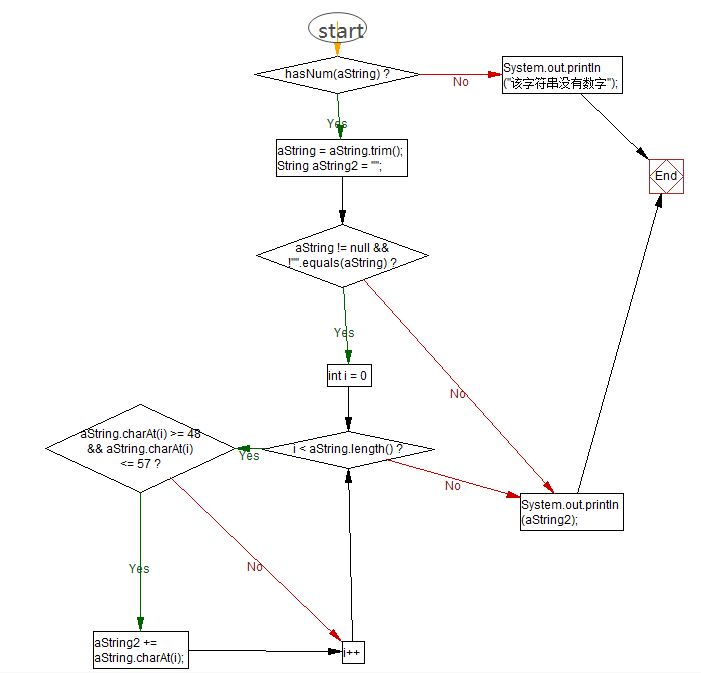 start
hasNum(aString) ?
No
System.out.println
("该字符串没有数字");
Yes
aString = aString.trim();
String aString2 = "";
End
aString != null &&
!"".equals(aString) ?
Yes
No
int i = 0
i < aString.length() ?
Yes
No
aString.charAt(i) >= 48
&& aString.charAt(i)
<= 57 ?
System.out.println
(aString2);
Yes
No
aString2 +=
aString.charAt(i);
i++